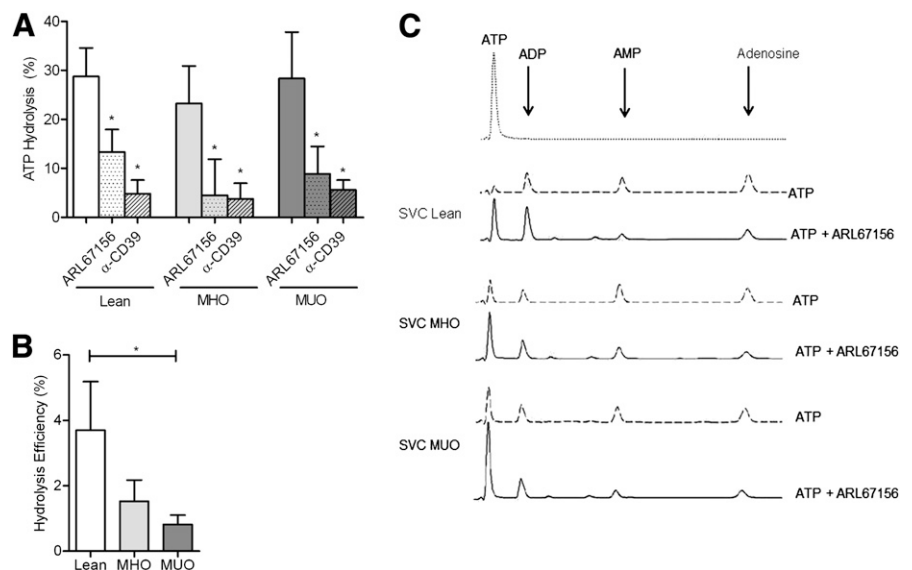 A
ATP Hydrolysis (%)
40
30
20
10
0
*
*
*
*
*
*
ARL67156
α-CD39
ARL67156
α-CD39
ARL67156
α-CD39
Lean
MHO
MUO
B
Hydrolysis Efficiency (%)
6
4
2
0
*
Lean
MHO
MUO
C
ATP
ADP
AMP
Adenosine
SVC Lean
ATP
ATP + ARL67156
SVC MHO
ATP
ATP + ARL67156
SVC MUO
ATP
ATP + ARL67156